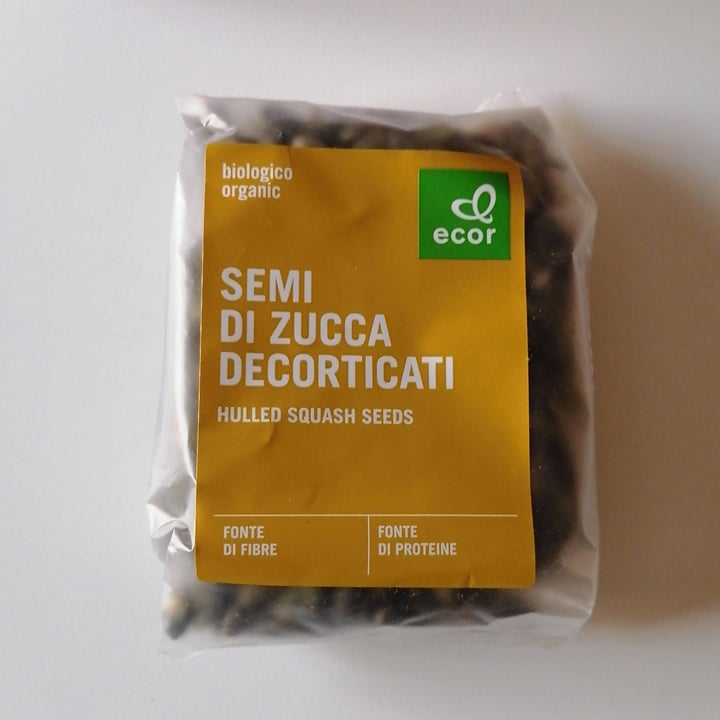 biologico
organic
ecor
SEMI
DI ZUCCA
DECORTICATI
HULLED SQUASH SEEDS
FONTE
DI FIBRE
FONTE
DI PROTEINE